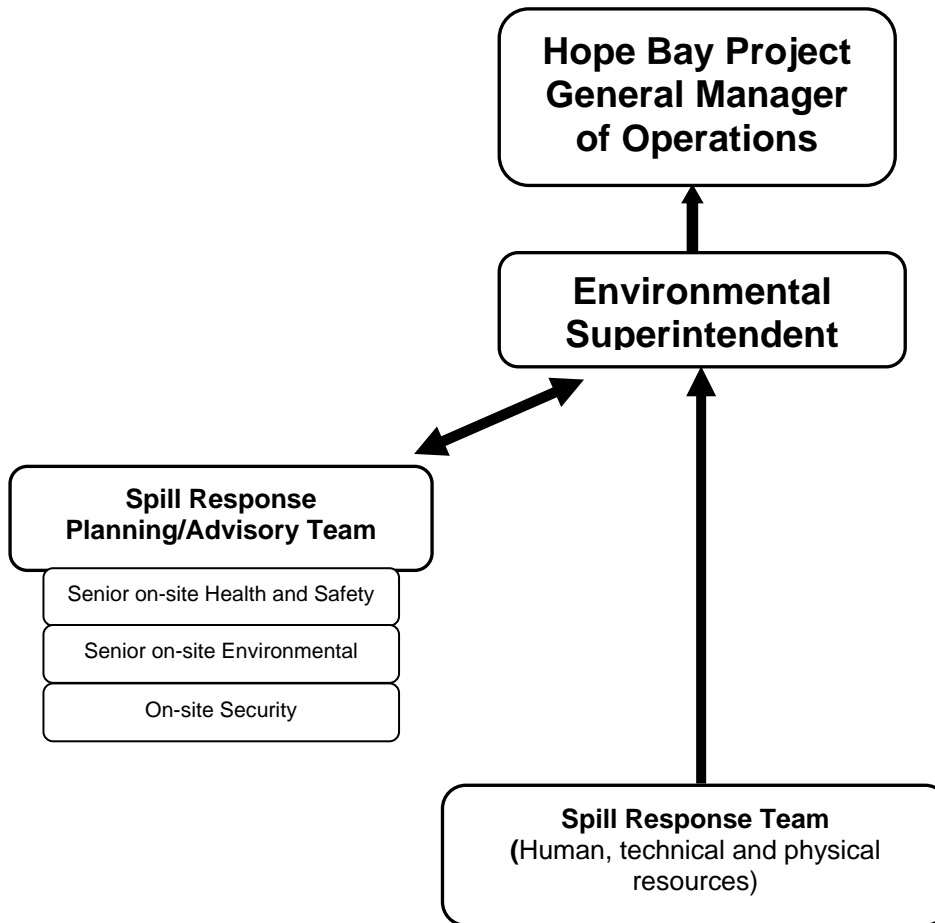 Hope Bay Project
General Manager
of Operations
Environmental
Superintendent
Spill Response
Planning/Advisory Team
Senior on-site Health and Safety
Senior on-site Environmental
On-site Security
Spill Response Team
(Human, technical and physical
resources)